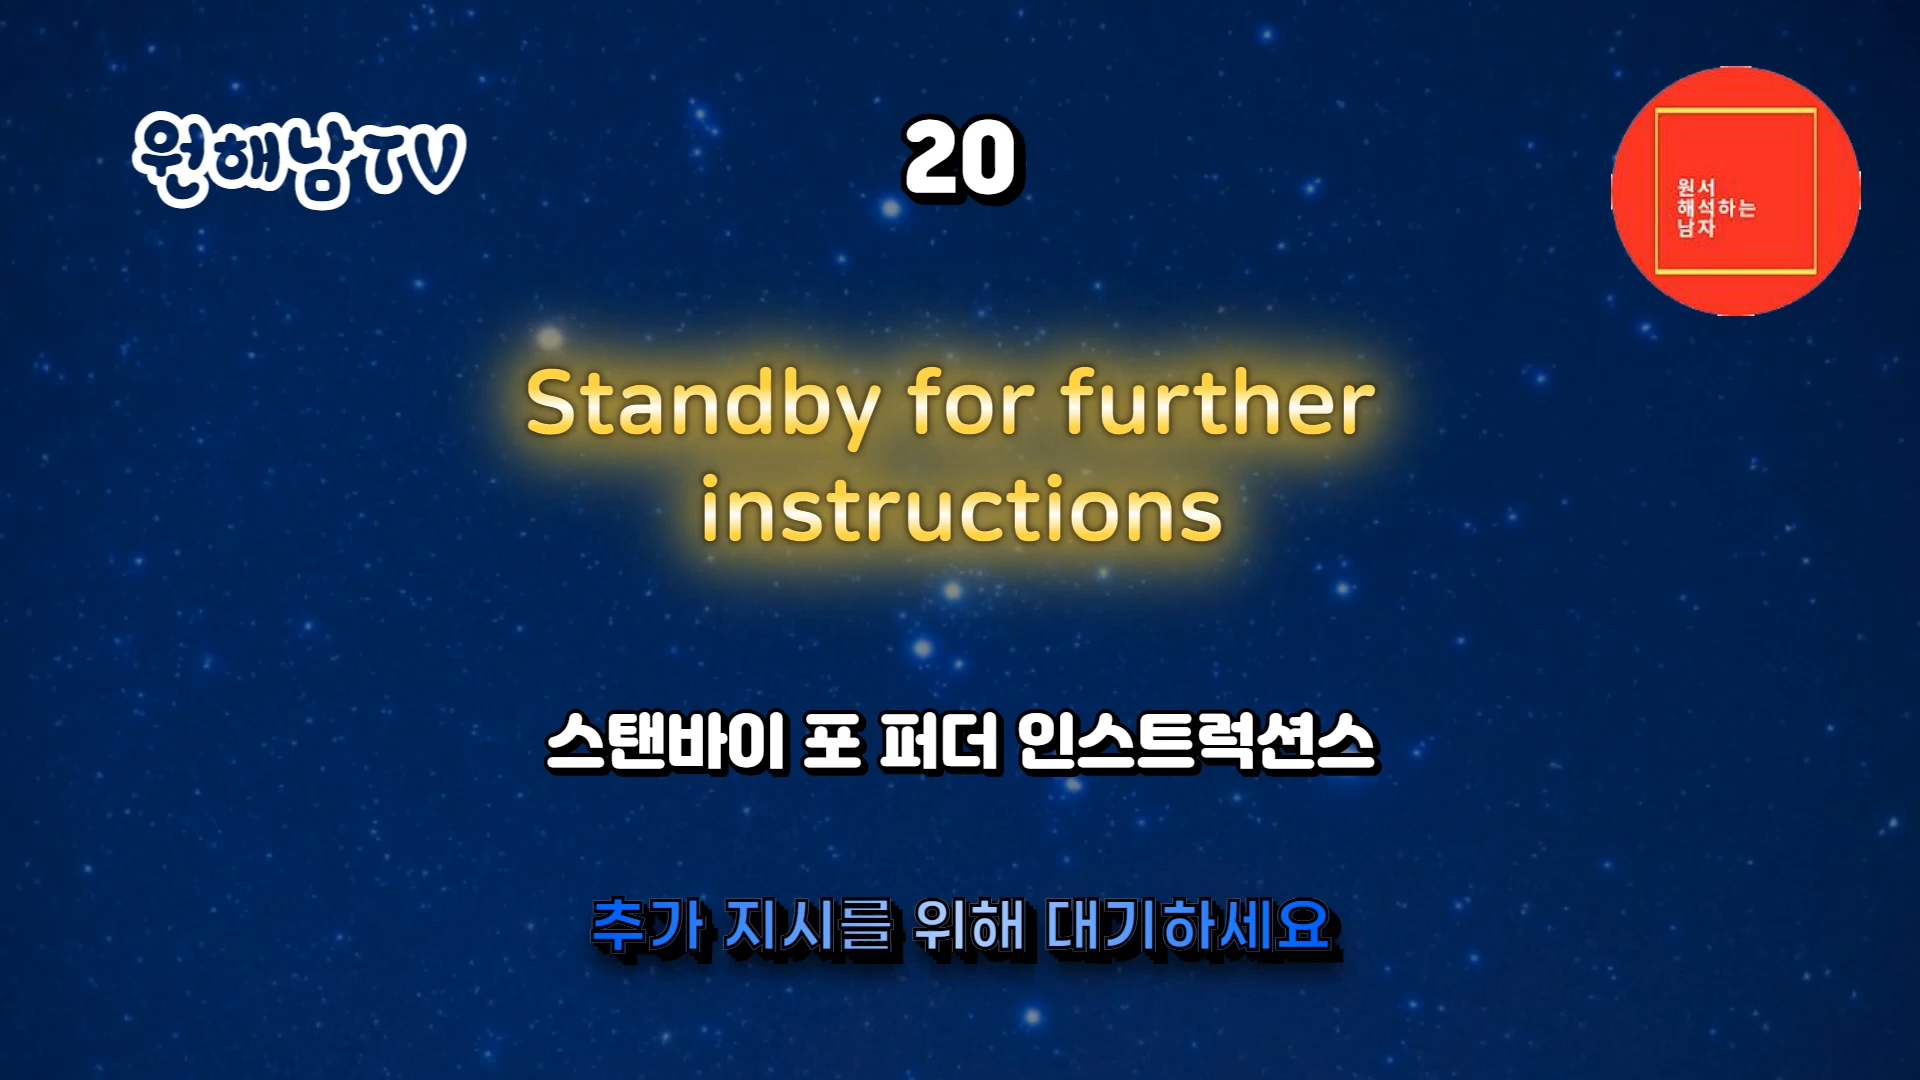 원해남TV
20
원서
해석하는
남자
Standby for further
instructions
스탠바이 포 퍼더 인스트럭션스
추가 지시를 위해 대기하세요